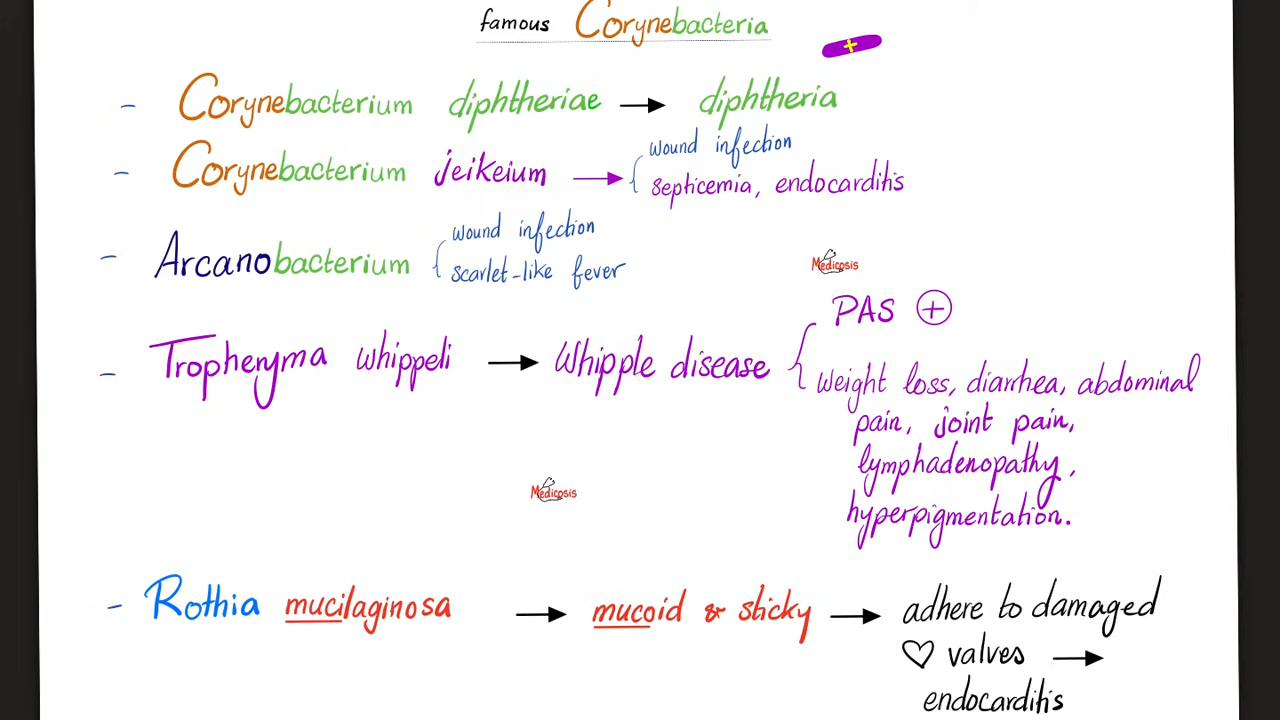 famous Corynebacteria
+
- Corynebacterium diphtheriae → diphtheria
- Corynebacterium jeikeium → { wound infection
septicemia, endocarditis
- Arcanobacterium { wound infection
scarlet-like fever
Medicosis
- Tropheryma whippeli → Whipple disease { PAS +
Weight loss, diarrhea, abdominal
pain, joint pain,
lymphadenopathy,
hyperpigmentation.
Medicosis
- Rothia mucilaginosa → mucoid & sticky → adhere to damaged
♡ valves →
endocarditis